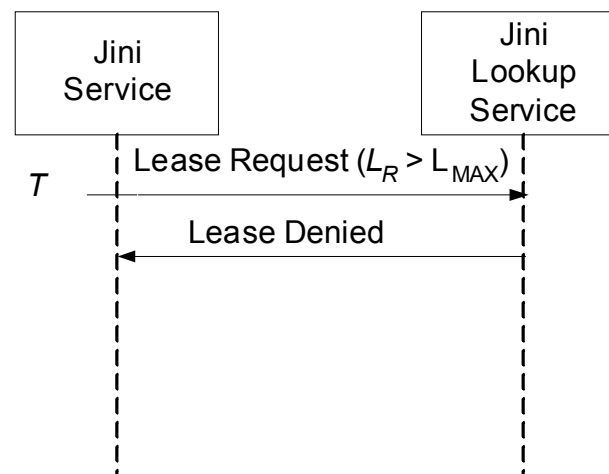 Jini
Service
Jini
Lookup
Service
Lease Request (L_R > L_MAX)
T
Lease Denied